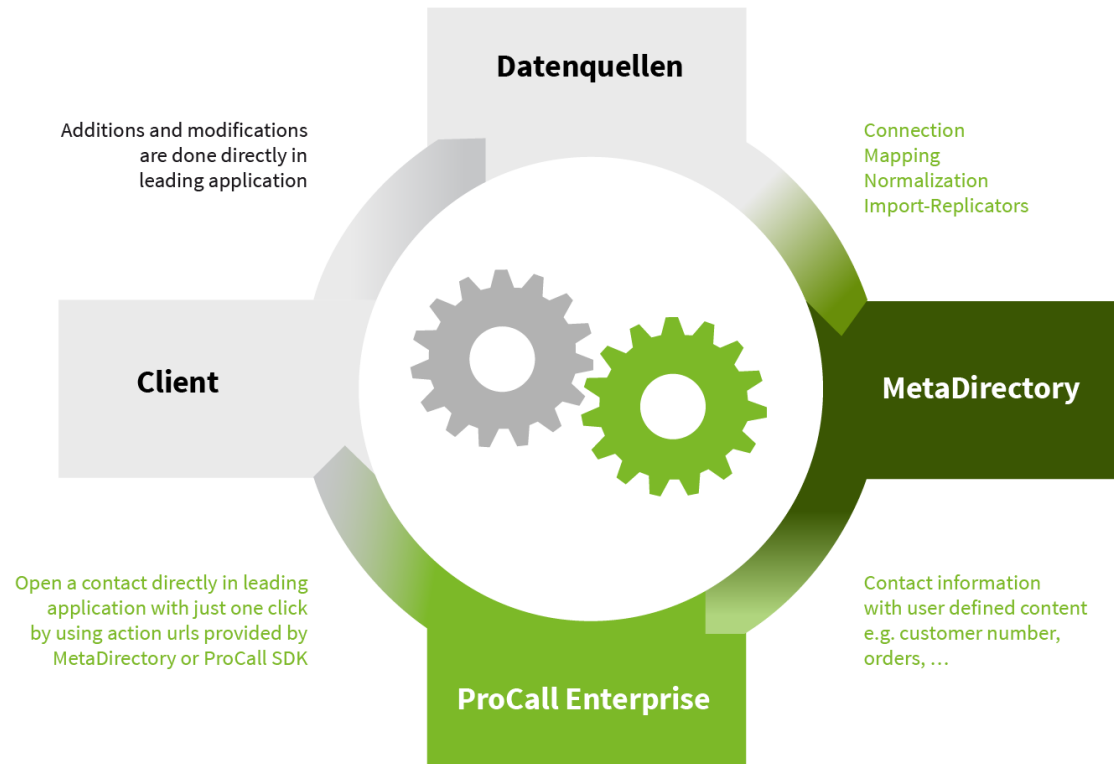 Datenquellen
Additions and modifications
are done directly in
leading application
Connection
Mapping
Normalization
Import-Replicators
Client
MetaDirectory
Open a contact directly in leading
application with just one click
by using action urls provided by
MetaDirectory or ProCall SDK
Contact information
with user defined content
e.g. customer number,
orders, …
ProCall Enterprise